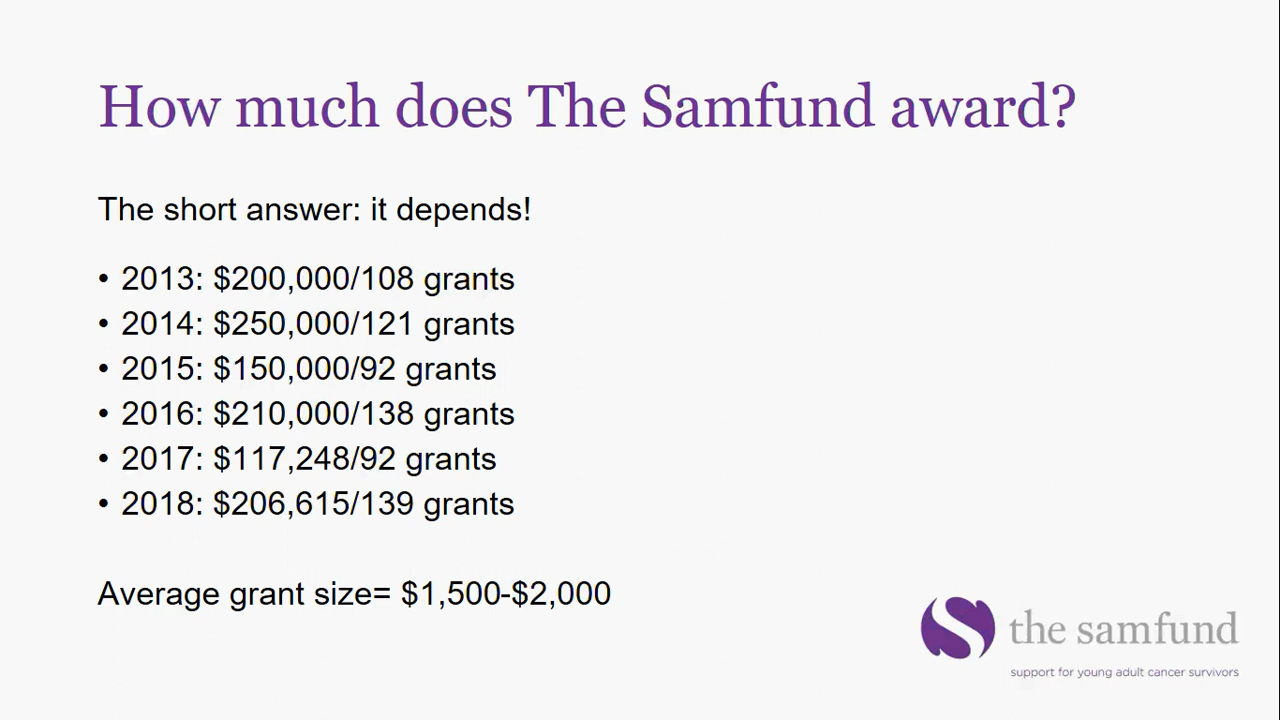 How much does The Samfund award?
The short answer: it depends!
• 2013: $200,000/108 grants
• 2014: $250,000/121 grants
• 2015: $150,000/92 grants
• 2016: $210,000/138 grants
• 2017: $117,248/92 grants
• 2018: $206,615/139 grants
Average grant size= $1,500-$2,000
the samfund
support for young adult cancer survivors